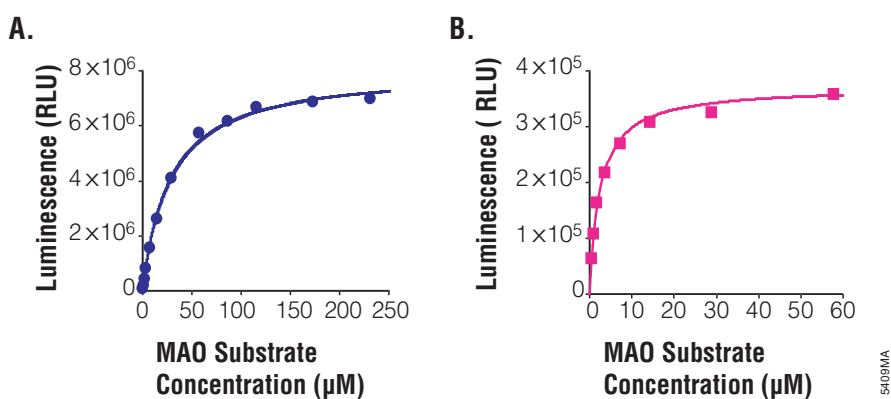 A.
Luminescence (RLU)
8×10⁶
6×10⁶
4×10⁶
2×10⁶
0
0 50 100 150 200 250
MAO Substrate
Concentration (µM)
B.
Luminescence ( RLU)
4×10⁵
3×10⁵
2×10⁵
1×10⁵
0
0 10 20 30 40 50 60
MAO Substrate
Concentration (µM)
5409MA